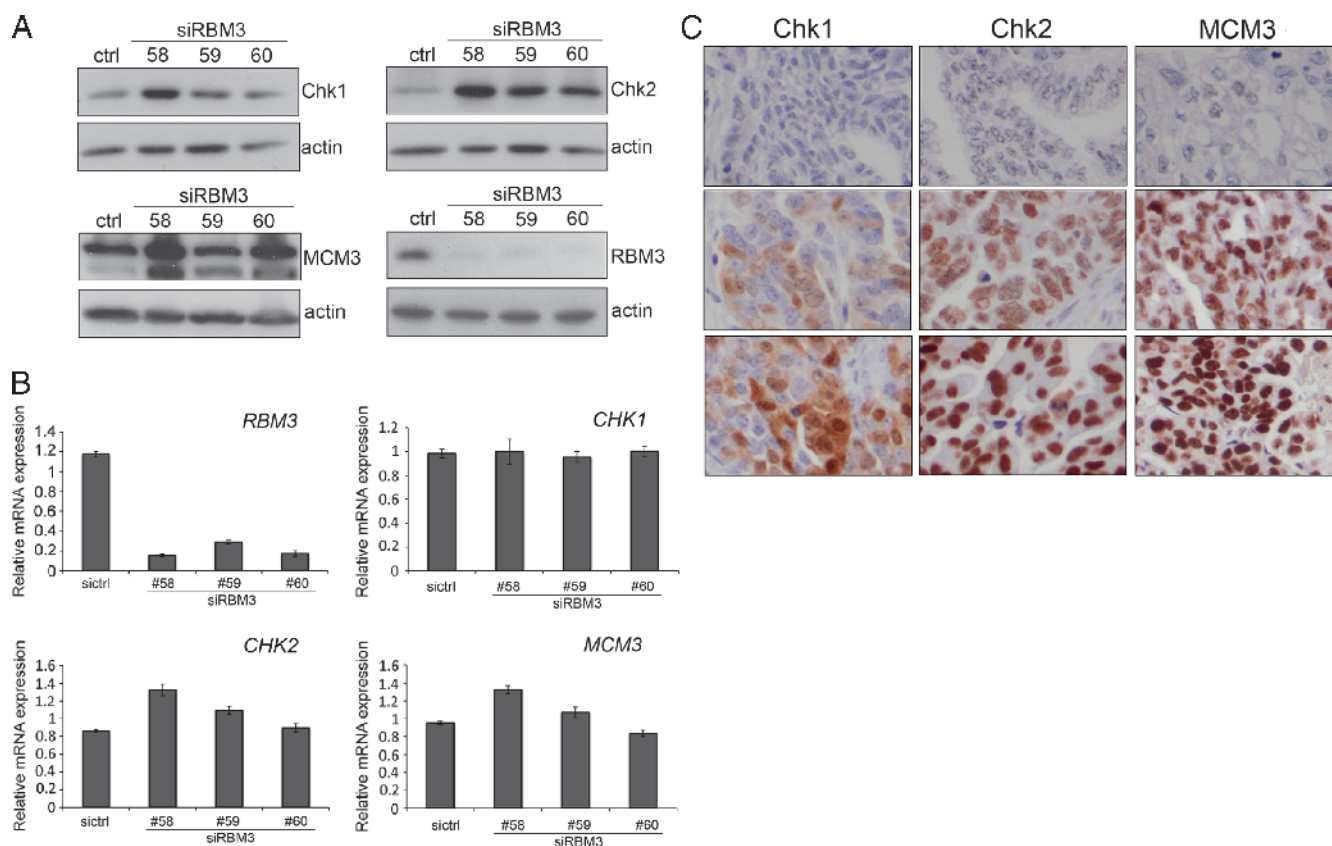 A
siRBM3
ctrl 58 59 60
Chk1
actin
siRBM3
ctrl 58 59 60
Chk2
actin
siRBM3
ctrl 58 59 60
MCM3
actin
siRBM3
ctrl 58 59 60
RBM3
actin
B
RBM3
Relative mRNA expression
1.4
1.2
1
0.8
0.6
0.4
0.2
0
sictrl #58 #59 #60
siRBM3
CHK1
Relative mRNA expression
1.2
1
0.8
0.6
0.4
0.2
0
sictrl #58 #59 #60
siRBM3
CHK2
Relative mRNA expression
1.6
1.4
1.2
1
0.8
0.6
0.4
0.2
0
sictrl #58 #59 #60
siRBM3
MCM3
Relative mRNA expression
1.6
1.4
1.2
1
0.8
0.6
0.4
0.2
0
sictrl #58 #59 #60
siRBM3
C
Chk1 Chk2 MCM3